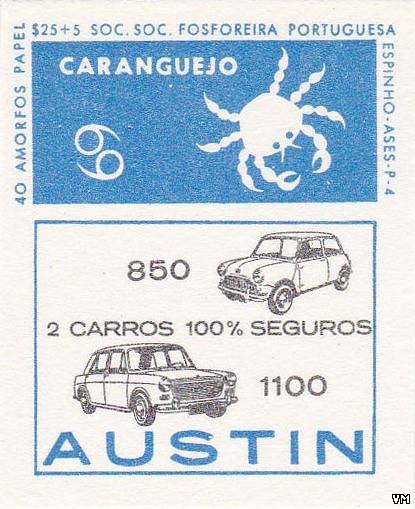 40 AMORFOS PAPEL
$25+5 SOC. SOC. FOSFOREIRA PORTUGUESA
ESPINHO-ASES-P-4
CARANGUEJO
850
2 CARROS 100% SEGUROS
1100
AUSTIN
VM